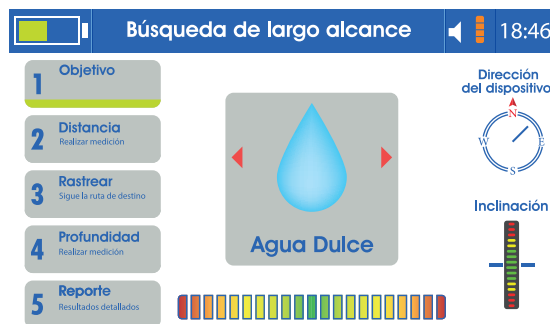 Búsqueda de largo alcance
18:46
1 Objetivo
2 Distancia
Realizar medición
3 Rastrear
Sigue la ruta de destino
4 Profundidad
Realizar medición
5 Reporte
Resultados detallados
Agua Dulce
Dirección
del dispositivo
N
W E
S
Inclinación